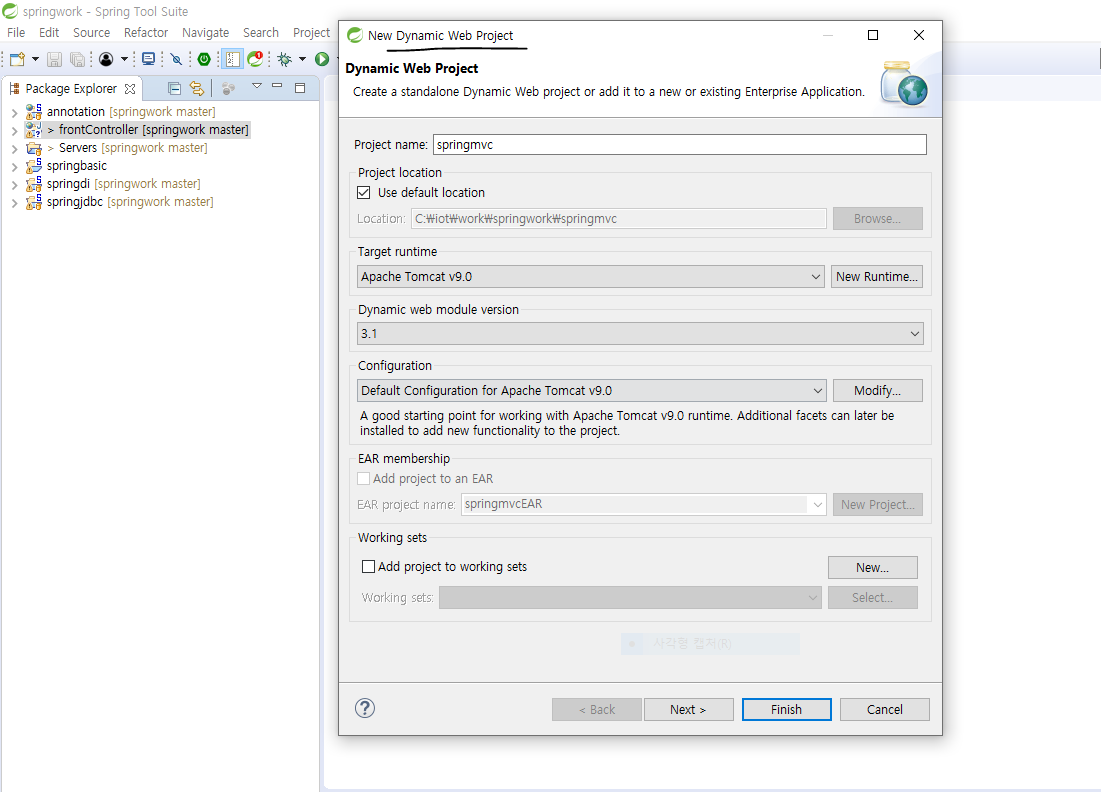 springwork - Spring Tool Suite
File Edit Source Refactor Navigate Search Project
Package Explorer
annotation [springwork master]
> frontController [springwork master]
> Servers [springwork master]
springbasic
springdi [springwork master]
springjdbc [springwork master]
New Dynamic Web Project
Dynamic Web Project
Create a standalone Dynamic Web project or add it to a new or existing Enterprise Application.
Project name: springmvc
Project location
Use default location
Location: C:₩iot₩work₩springwork₩springmvc Browse...
Target runtime
Apache Tomcat v9.0 New Runtime...
Dynamic web module version
3.1
Configuration
Default Configuration for Apache Tomcat v9.0 Modify...
A good starting point for working with Apache Tomcat v9.0 runtime. Additional facets can later be
installed to add new functionality to the project.
EAR membership
Add project to an EAR
EAR project name: springmvcEAR New Project...
Working sets
Add project to working sets New...
Working sets: Select...
사각형 캡처(R)
? < Back Next > Finish Cancel